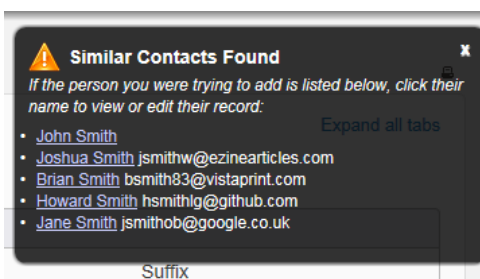 Similar Contacts Found
x
If the person you were trying to add is listed below, click their
name to view or edit their record:
Expand all tabs
• John Smith
• Joshua Smith jsmithw@ezinearticles.com
• Brian Smith bsmith83@vistaprint.com
• Howard Smith hsmithlg@github.com
• Jane Smith jsmithob@google.co.uk
Suffix